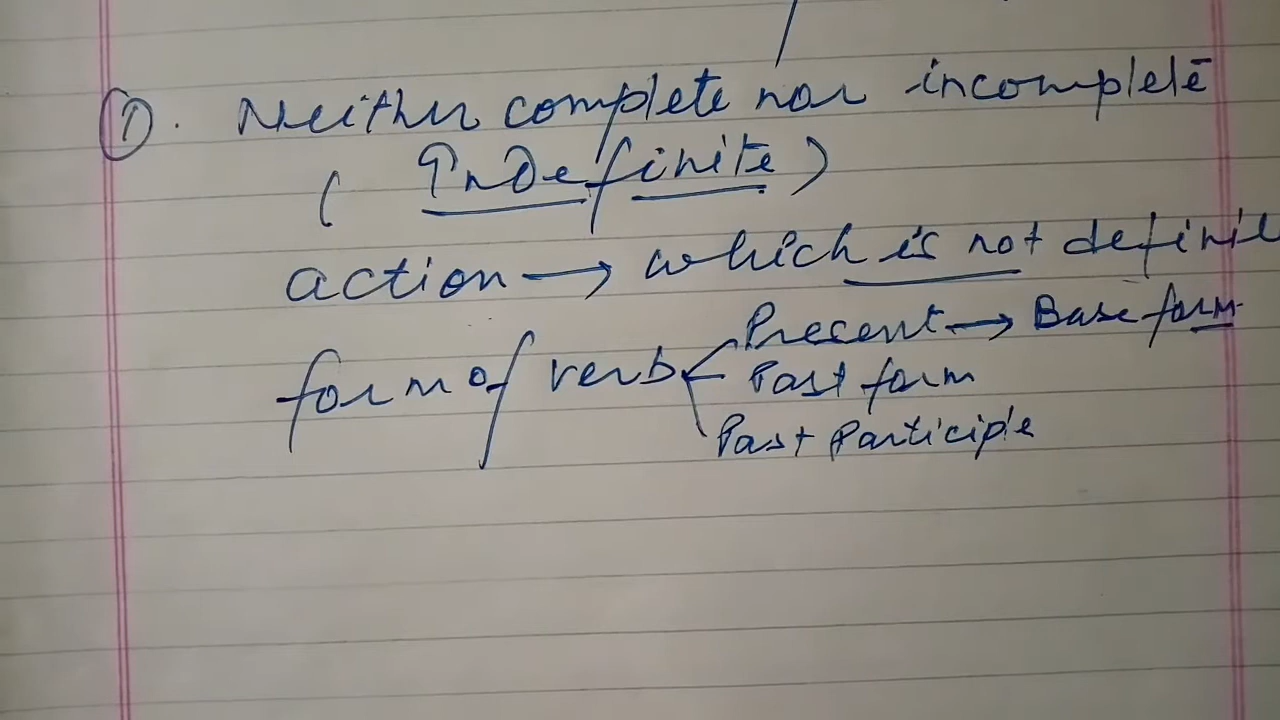 ①. Neither complete nor incomplete
( InDefinite )
action → which is not definit
form of verb Present → Base form
Past form
Past Participle